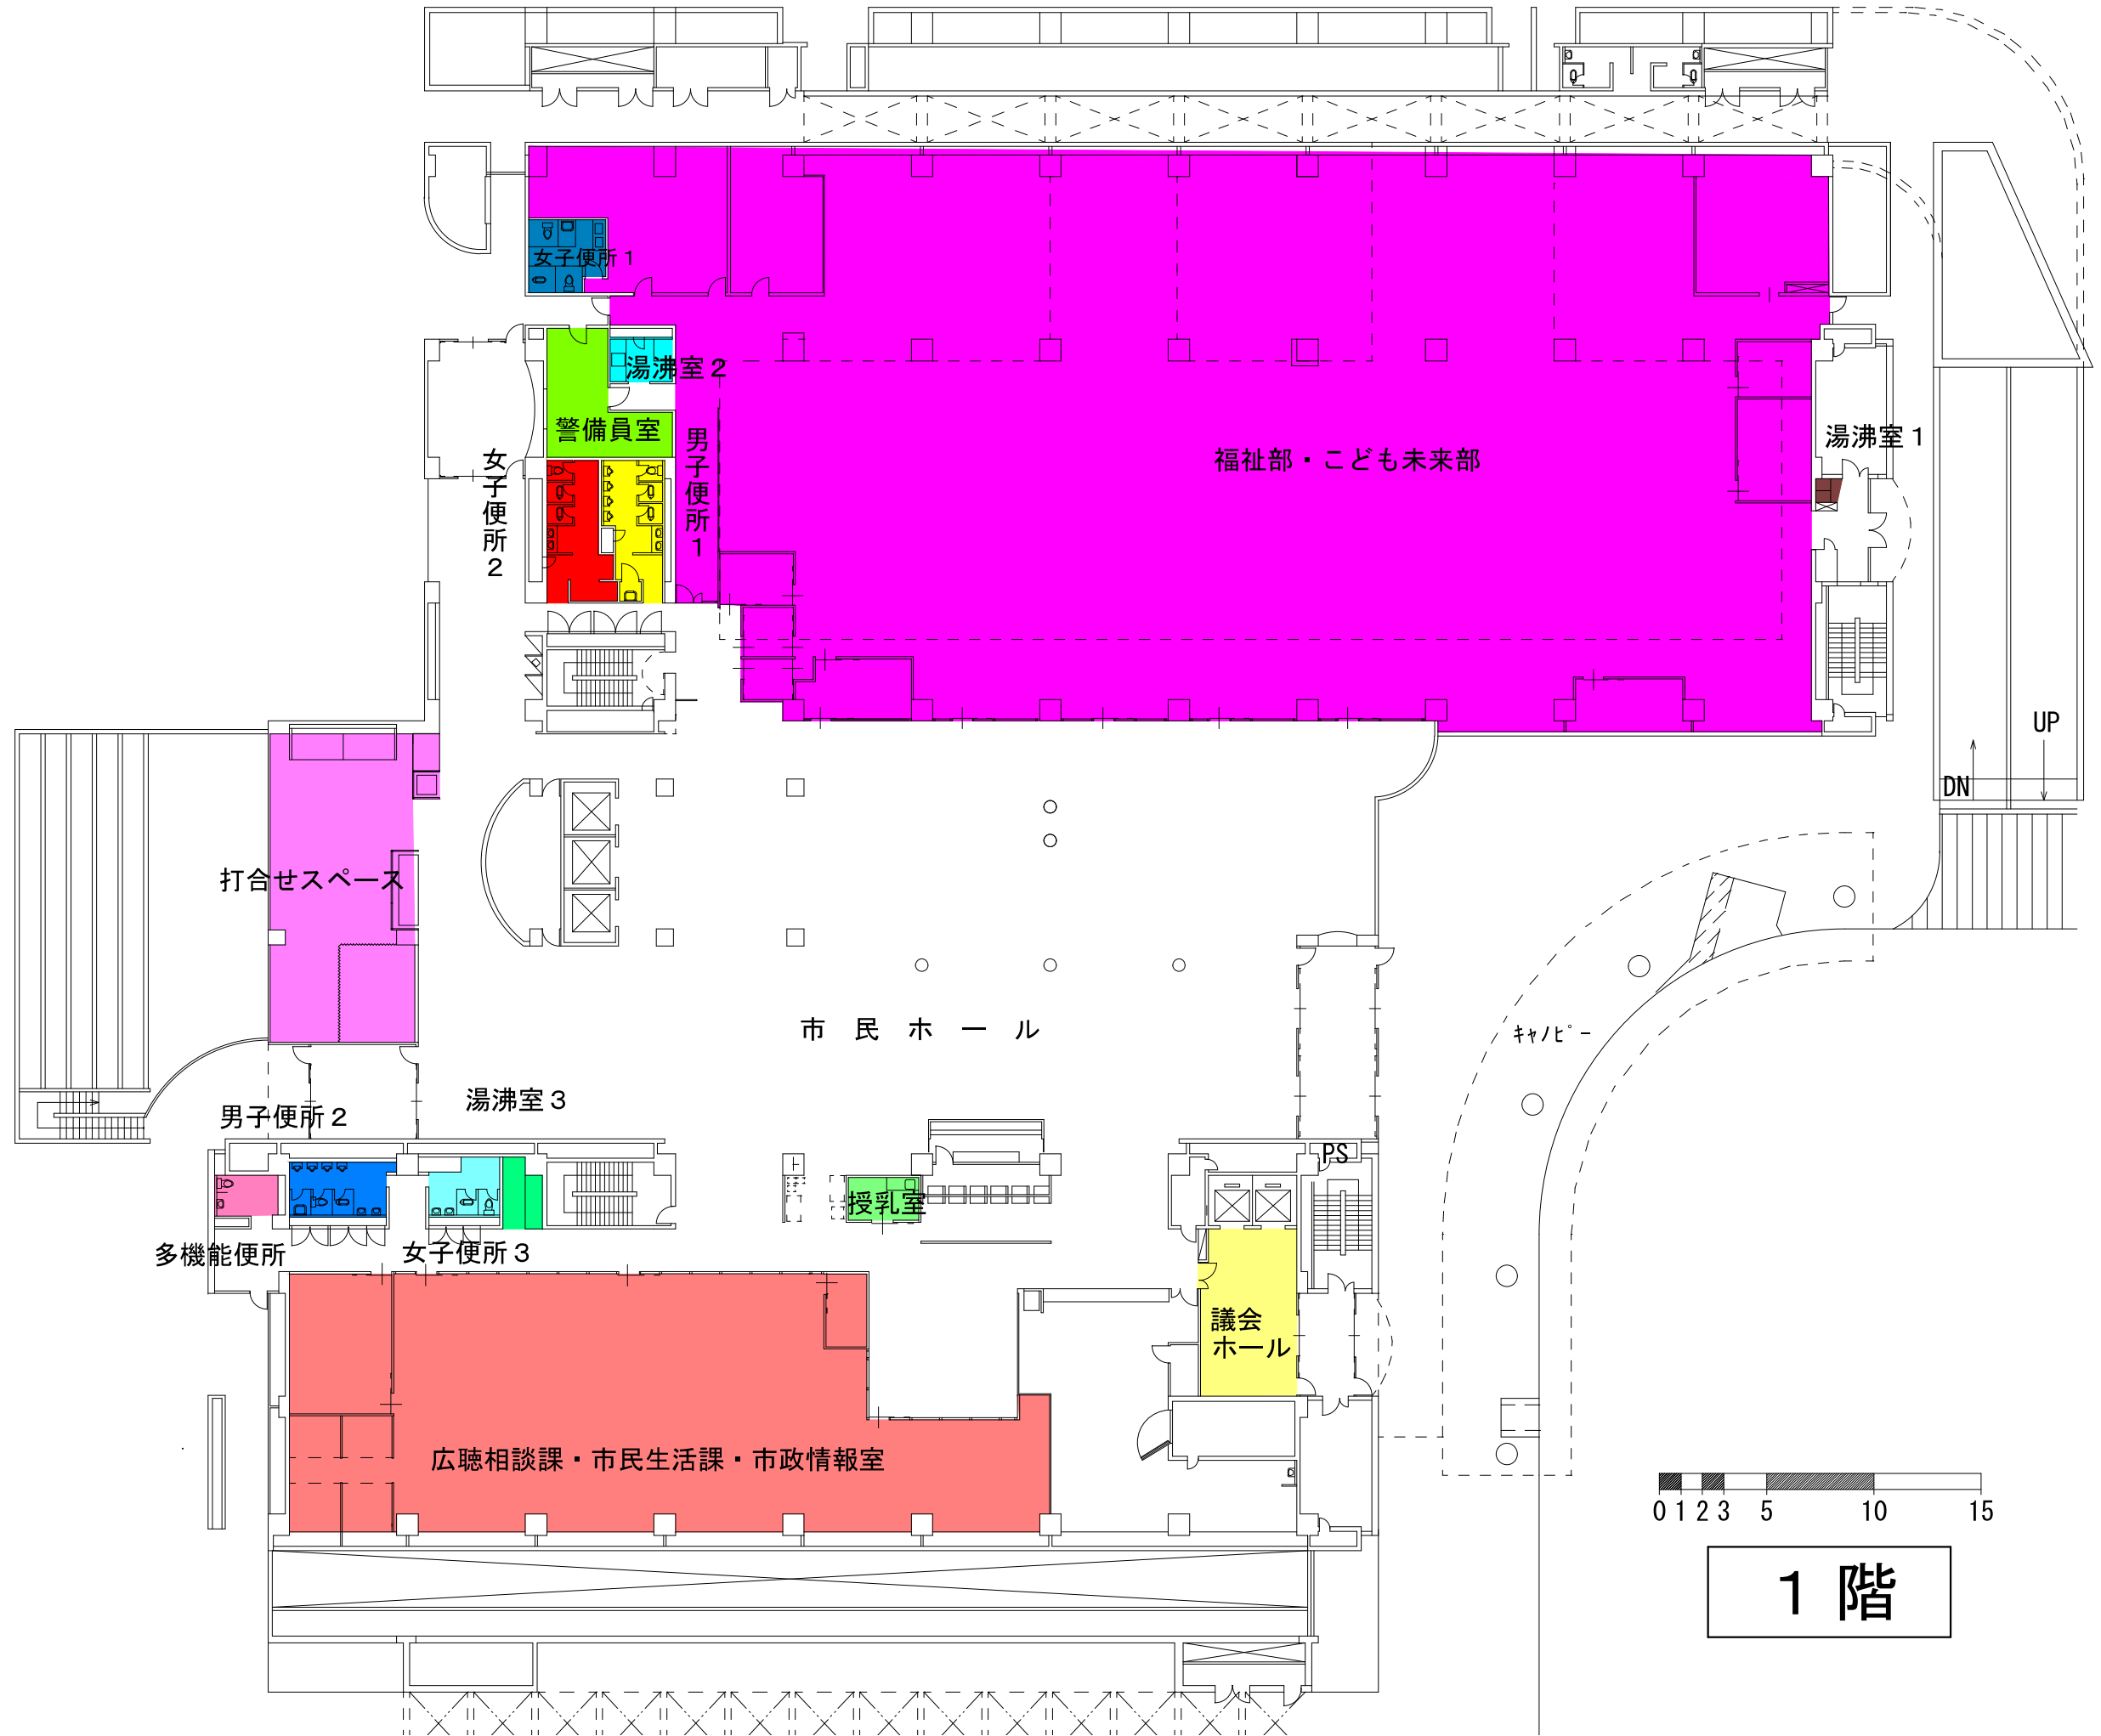 女子便所１
湯沸室２
警備員室
男子便所１
女子便所２
福祉部・こども未来部
湯沸室１
UP
DN
打合せスペース
市　民　ホ　ー　ル
ｷｬﾉﾋﾟｰ
湯沸室３
男子便所２
PS
授乳室
多機能便所
女子便所３
議会
ホール
広聴相談課・市民生活課・市政情報室
0 1 2 3 5 10 15
１階